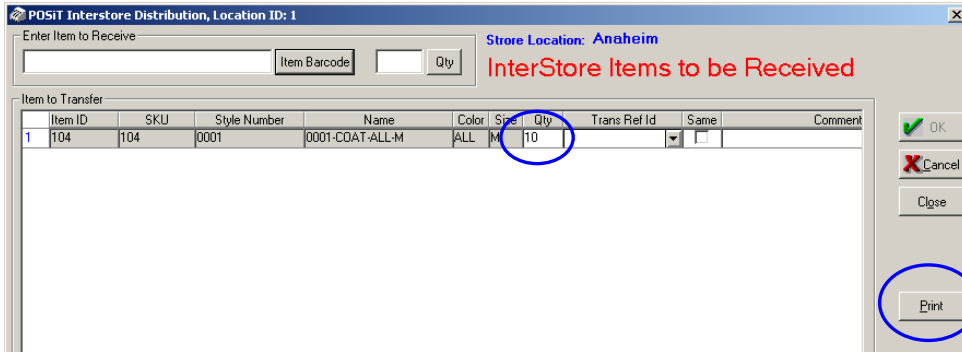 POSiT Interstore Distribution, Location ID: 1
Enter Item to Receive
Item Barcode Qty
Strore Location: Anaheim
InterStore Items to be Received
Item to Transfer
Item ID SKU Style Number Name Color Size Qty Trans Ref Id Same Comment
1 104 104 0001 0001-COAT-ALL-M ALL M 10
OK
Cancel
Close
Print